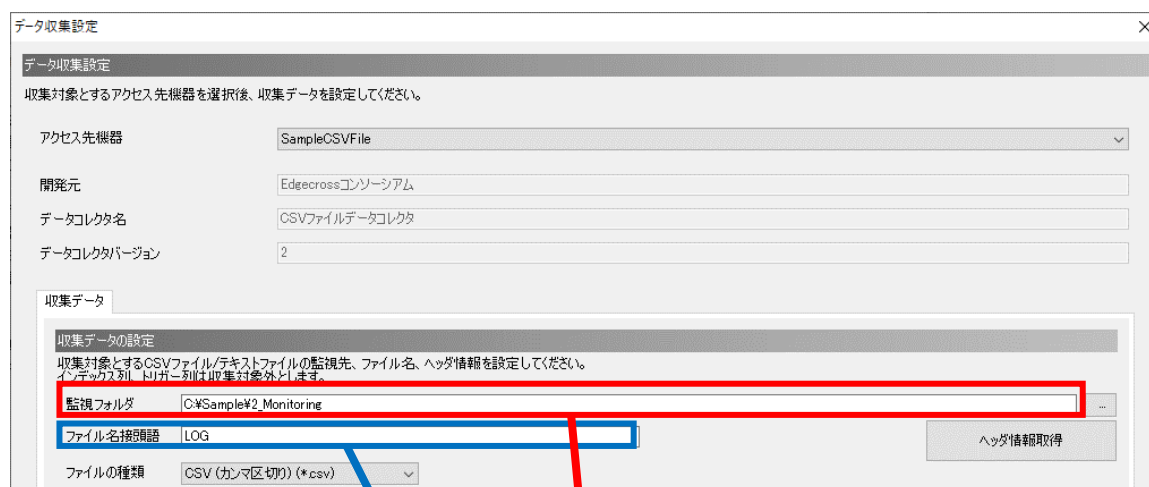 データ収集設定
データ収集設定
収集対象とするアクセス先機器を選択後、収集データを設定してください。
アクセス先機器 SampleCSVFile
開発元 Edgecrossコンソーシアム
データコレクタ名 CSVファイルデータコレクタ
データコレクタバージョン 2
収集データ
収集データの設定
収集対象とするCSVファイル/テキストファイルの監視先、ファイル名、ヘッダ情報を設定してください。
インデックス列、トリガー列は収集対象外とします。
監視フォルダ C:¥Sample¥2_Monitoring ...
ファイル名接頭語 LOG ヘッダ情報取得
ファイルの種類 CSV (カンマ区切り) (*.csv)